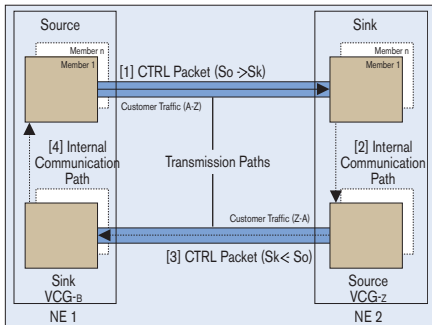 Source
Sink
Member n
Member 1
Member n
Member 1
[1] CTRL Packet (So ->Sk)
Customer Traffic (A-Z)
[4] Internal
Communication
Path
Transmission Paths
[2] Internal
Communication
Path
Customer Traffic (Z-A)
[3] CTRL Packet (Sk< So)
Sink
VCG-B
NE 1
Source
VCG-Z
NE 2